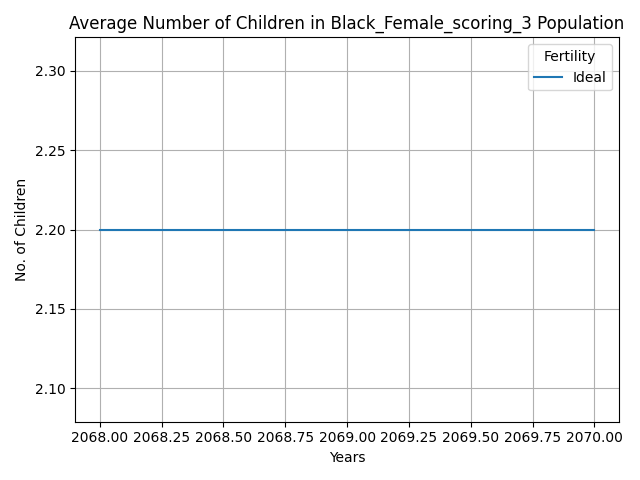 Average Number of Children in Black_Female_scoring_3 Population
Fertility
Ideal
2.30
2.25
2.20
2.15
2.10
No. of Children
2068.00 2068.25 2068.50 2068.75 2069.00 2069.25 2069.50 2069.75 2070.00
Years